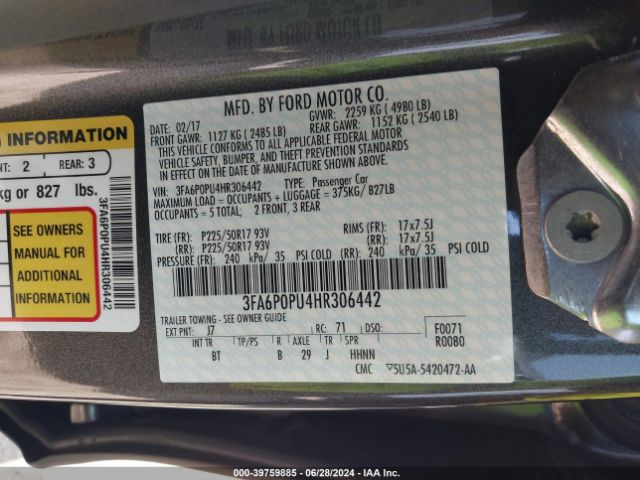 MFD. BY FORD MOTOR CO.
DATE: 02/17
GVWR: 2259 KG ( 4980 LB)
FRONT GAWR: 1127 KG ( 2485 LB)
REAR GAWR: 1152 KG ( 2540 LB)
THIS VEHICLE CONFORMS TO ALL APPLICABLE FEDERAL MOTOR
VEHICLE SAFETY, BUMPER, AND THEFT PREVENTION STANDARDS
IN EFFECT ON THE DATE OF MANUFACTURE SHOWN ABOVE.
VIN: 3FA6P0PU4HR306442 TYPE: Passenger Car
MAXIMUM LOAD = OCCUPANTS + LUGGAGE = 375KG/ 827LB
OCCUPANTS = 5 TOTAL; 2 FRONT, 3 REAR
TIRE (FR): P225/50R17 93V RIMS (FR): 17x7.5J
(RR): P225/50R17 93V (RR): 17x7.5J
PRESSURE (FR): 240 kPa/ 35 PSI COLD (RR): 240 kPa/ 35 PSI COLD
3FA6P0PU4HR306442
TRAILER TOWING - SEE OWNER GUIDE
EXT PNT: J7 RC: 71 DSO: F0071
R0080
INT TR TP/PS R AXLE TR SPR
BT B 29 J HHNN
CMC 5U5A-5420472-AA
INFORMATION
2 REAR: 3
kg or 827 lbs.
SEE OWNERS
MANUAL FOR
ADDITIONAL
INFORMATION
3FA6P0PU4HR306442
000-39759885 - 06/28/2024 - IAA Inc.